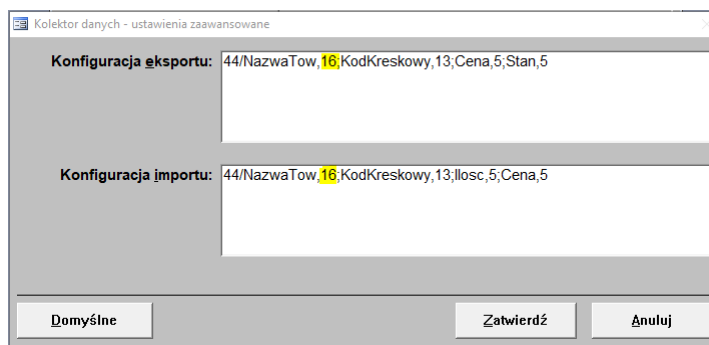 Kolektor danych - ustawienia zaawansowane
Konfiguracja eksportu: 44/NazwaTow,16;KodKreskowy,13;Cena,5;Stan,5
Konfiguracja importu: 44/NazwaTow,16;KodKreskowy,13;Ilosc,5;Cena,5
Domyślne Zatwierdź Anuluj